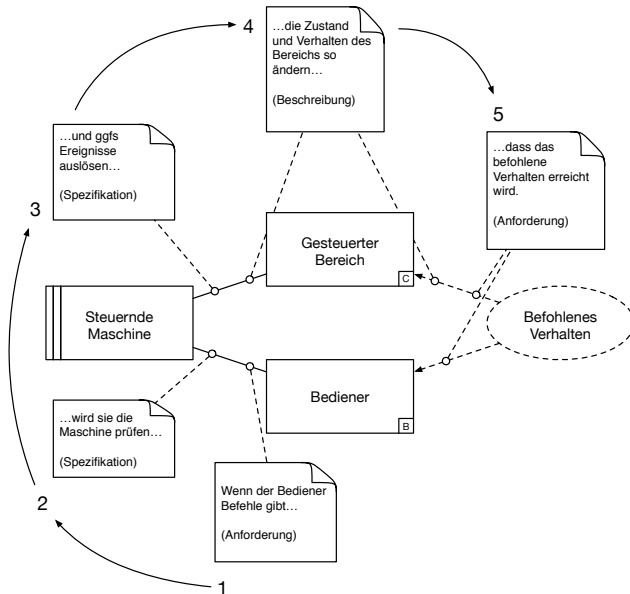 4
…die Zustand
und Verhalten des
Bereichs so
ändern…
(Beschreibung)
5
…dass das
befohlene
Verhalten erreicht
wird.
(Anforderung)
…und ggfs
Ereignisse
auslösen…
(Spezifikation)
3
Gesteuerter
Bereich
C
Steuernde
Maschine
Befohlenes
Verhalten
Bediener
B
…wird sie die
Maschine prüfen…
(Spezifikation)
2
Wenn der Bediener
Befehle gibt…
(Anforderung)
1